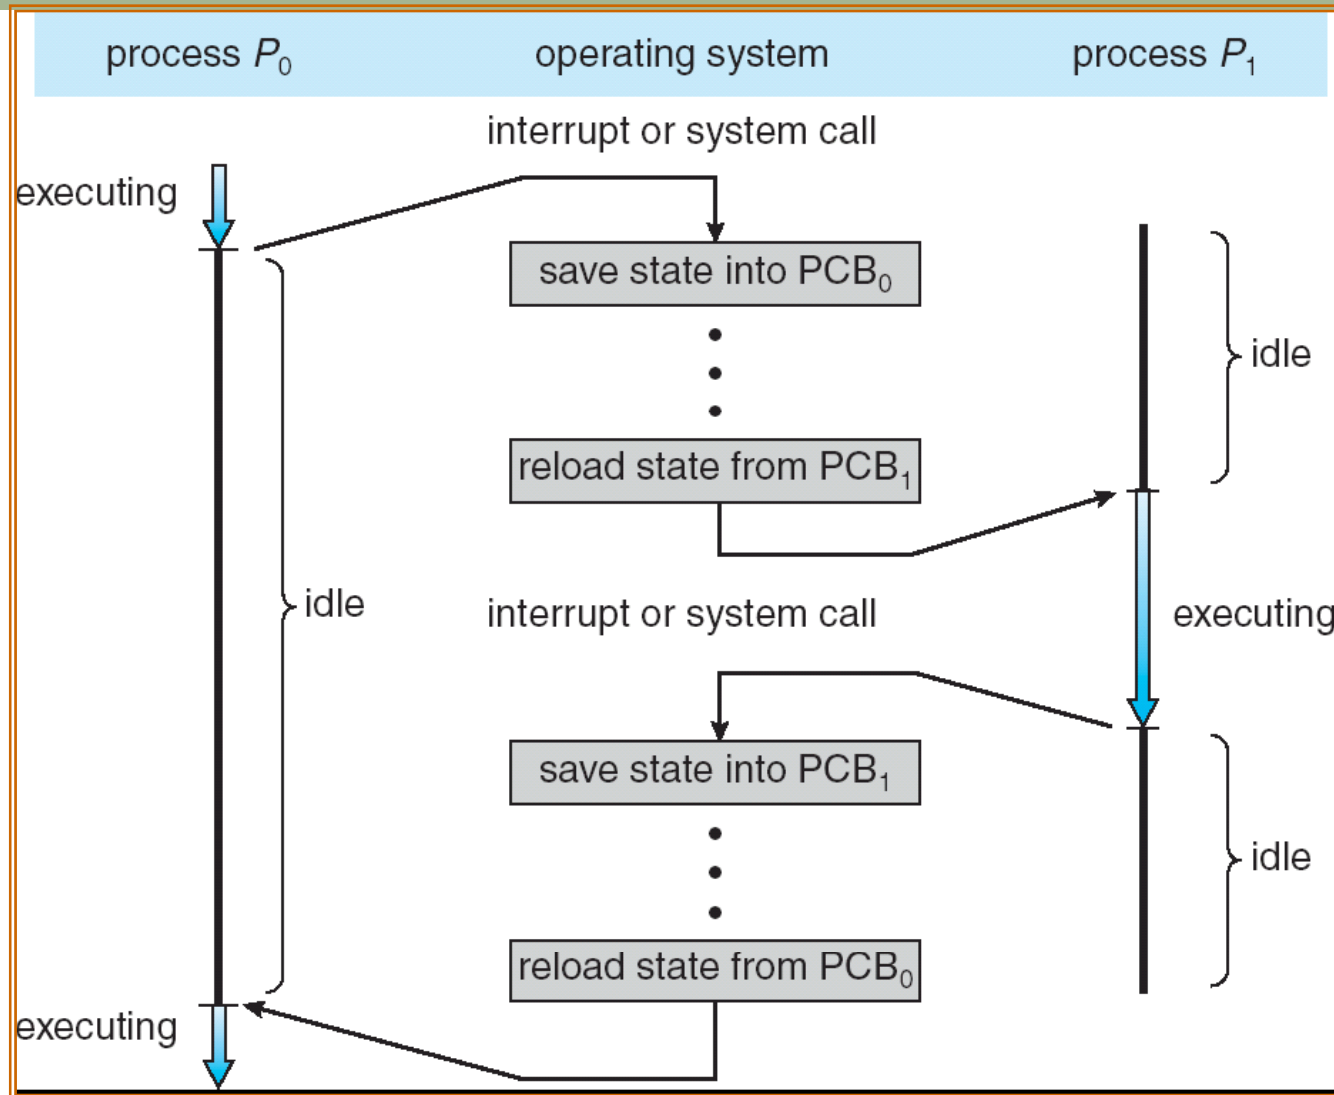 process P₀ operating system process P₁
interrupt or system call
executing
save state into PCB₀
idle
reload state from PCB₁
idle
interrupt or system call
executing
save state into PCB₁
idle
reload state from PCB₀
executing